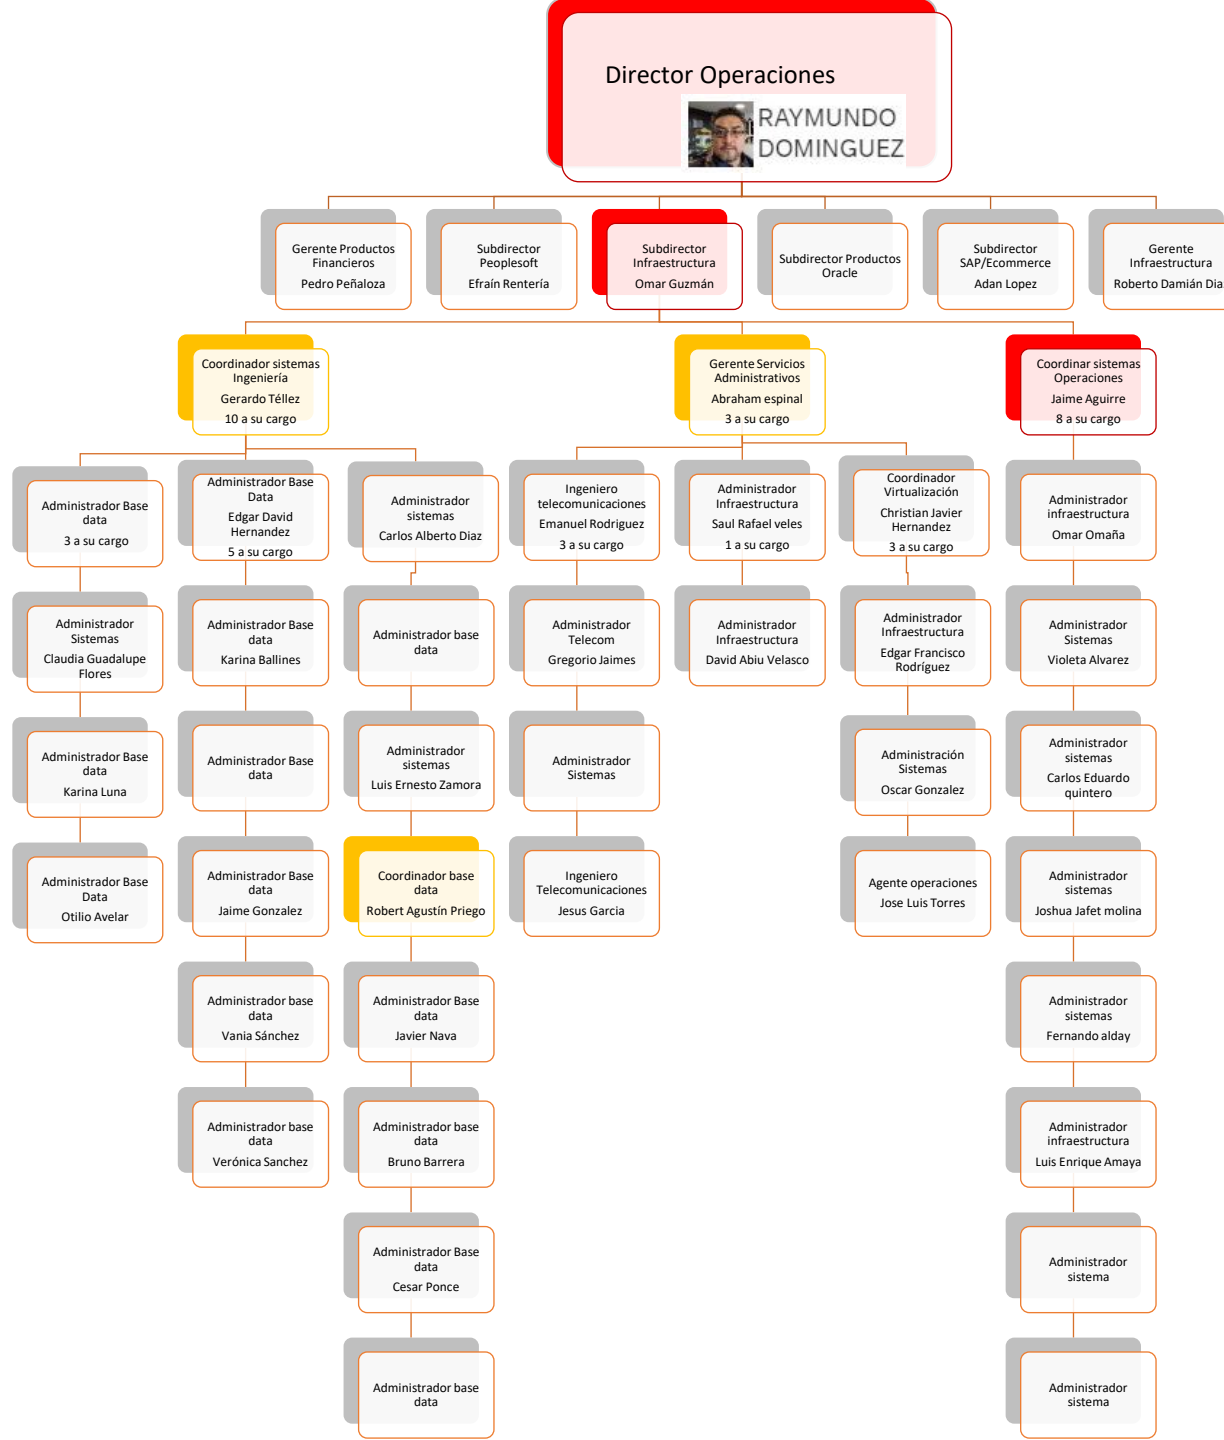 Director Operaciones
RAYMUNDO
DOMINGUEZ
Gerente Productos
Financieros
Pedro Peñaloza
Subdirector
Peoplesoft
Efraín Rentería
Subdirector
Infraestructura
Omar Guzmán
Subdirector Productos
Oracle
Subdirector
SAP/Ecommerce
Adan Lopez
Gerente
Infraestructura
Roberto Damián Diaz
Coordinador sistemas
Ingeniería
Gerardo Téllez
10 a su cargo
Gerente Servicios
Administrativos
Abraham espinal
3 a su cargo
Coordinar sistemas
Operaciones
Jaime Aguirre
8 a su cargo
Administrador Base
data
3 a su cargo
Administrador Base
Data
Edgar David
Hernandez
5 a su cargo
Administrador
sistemas
Carlos Alberto Diaz
Ingeniero
telecomunicaciones
Emanuel Rodriguez
3 a su cargo
Administrador
Infraestructura
Saul Rafael veles
1 a su cargo
Coordinador
Virtualización
Christian Javier
Hernandez
3 a su cargo
Administrador
infraestructura
Omar Omaña
Administrador
Sistemas
Claudia Guadalupe
Flores
Administrador Base
data
Karina Ballines
Administrador base
data
Administrador
Telecom
Gregorio Jaimes
Administrador
Infraestructura
David Abiu Velasco
Administrador
Infraestructura
Edgar Francisco
Rodríguez
Administrador
Sistemas
Violeta Alvarez
Administrador Base
data
Karina Luna
Administrador Base
data
Administrador
sistemas
Luis Ernesto Zamora
Administrador
Sistemas
Administración
Sistemas
Oscar Gonzalez
Administrador
sistemas
Carlos Eduardo
quintero
Administrador Base
Data
Otilio Avelar
Administrador Base
data
Jaime Gonzalez
Coordinador base
data
Robert Agustín Priego
Ingeniero
Telecomunicaciones
Jesus Garcia
Agente operaciones
Jose Luis Torres
Administrador
sistemas
Joshua Jafet molina
Administrador base
data
Vania Sánchez
Administrador Base
data
Javier Nava
Administrador
sistemas
Fernando alday
Administrador base
data
Verónica Sanchez
Administrador base
data
Bruno Barrera
Administrador
infraestructura
Luis Enrique Amaya
Administrador Base
data
Cesar Ponce
Administrador
sistema
Administrador base
data
Administrador
sistema